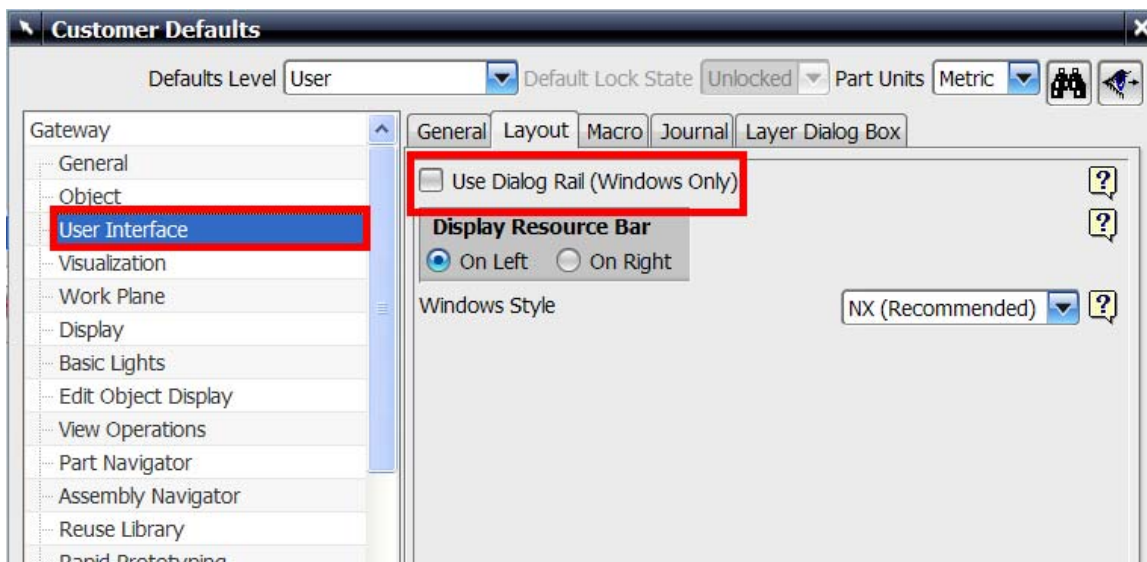 Customer Defaults
Defaults Level User Default Lock State Unlocked Part Units Metric
Gateway
General
Object
User Interface
Visualization
Work Plane
Display
Basic Lights
Edit Object Display
View Operations
Part Navigator
Assembly Navigator
Reuse Library
Rapid Prototyping
General Layout Macro Journal Layer Dialog Box
Use Dialog Rail (Windows Only)
Display Resource Bar
On Left On Right
Windows Style NX (Recommended)